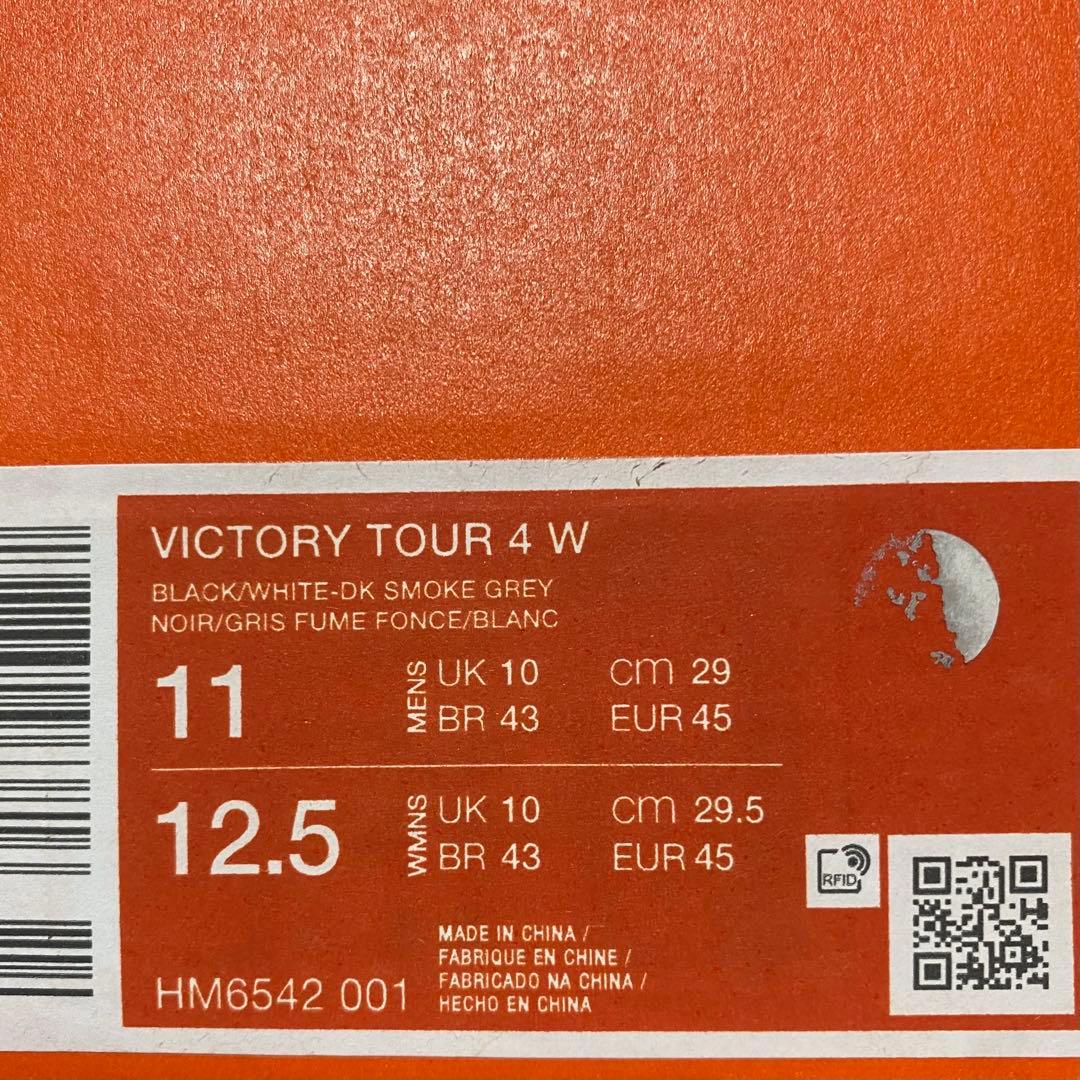 VICTORY TOUR 4 W
BLACK/WHITE-DK SMOKE GREY
NOIR/GRIS FUME FONCE/BLANC
11
MENS
UK 10
cm 29
BR 43
EUR 45
12.5
WMNS
UK 10
cm 29.5
BR 43
EUR 45
RFID
MADE IN CHINA /
FABRIQUE EN CHINE /
FABRICADO NA CHINA /
HECHO EN CHINA
HM6542 001